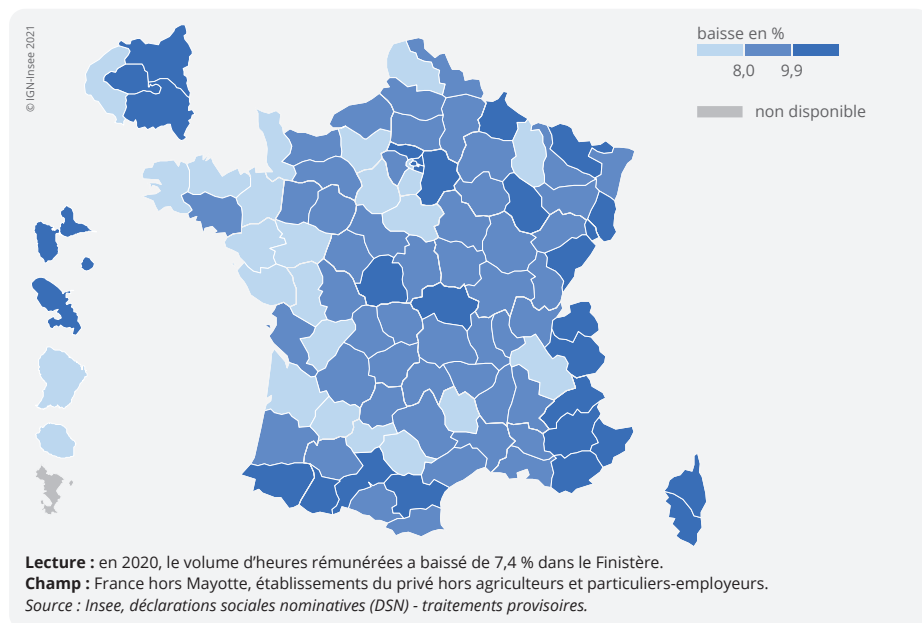 © IGN-Insee 2021
baisse en %
8,0 9,9
non disponible
Lecture : en 2020, le volume d’heures rémunérées a baissé de 7,4 % dans le Finistère.
Champ : France hors Mayotte, établissements du privé hors agriculteurs et particuliers-employeurs.
Source : Insee, déclarations sociales nominatives (DSN) - traitements provisoires.